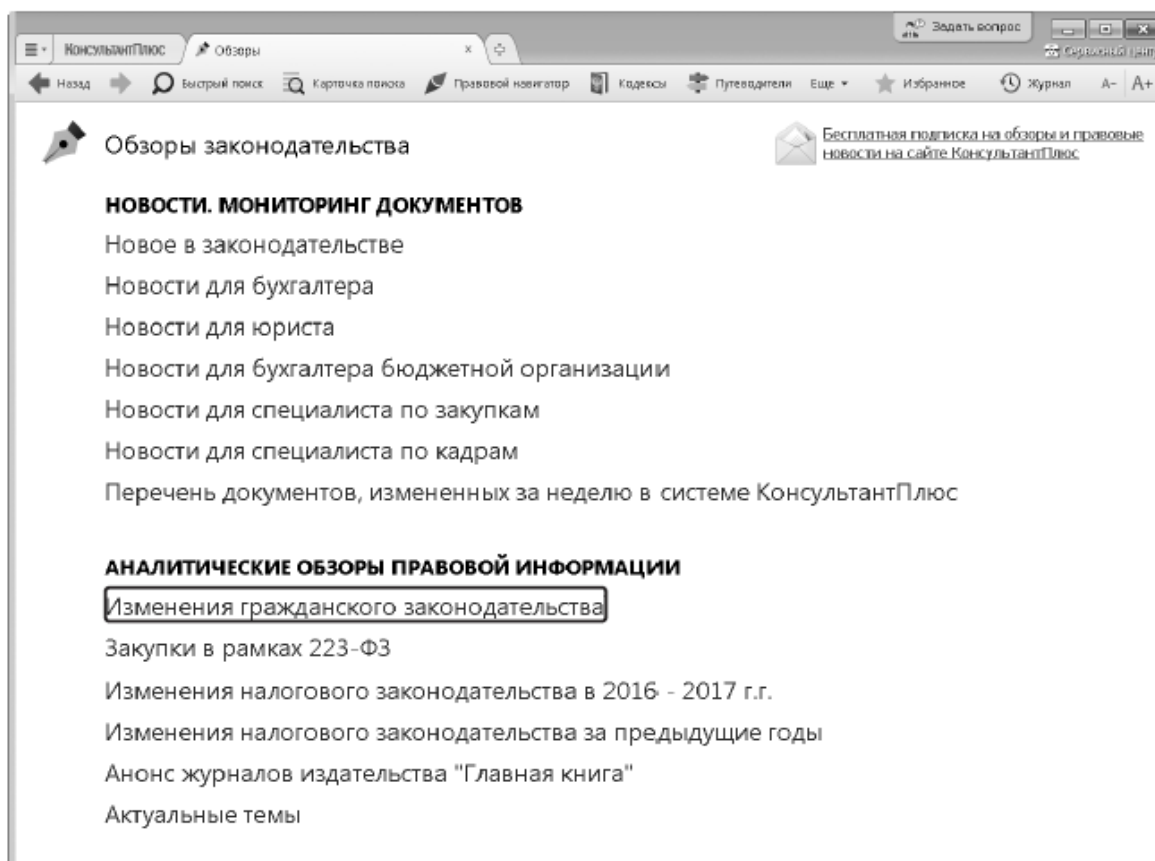 Задать вопрос
КонсультантПлюс
Обзоры
Сервисный цент
Назад
Быстрый поиск
Карточка поиска
Правовой навигатор
Кодексы
Путеводители
Еще
Избранное
Журнал
А-
А+
Обзоры законодательства
Бесплатная подписка на обзоры и правовые
новости на сайте КонсультантПлюс
НОВОСТИ. МОНИТОРИНГ ДОКУМЕНТОВ
Новое в законодательстве
Новости для бухгалтера
Новости для юриста
Новости для бухгалтера бюджетной организации
Новости для специалиста по закупкам
Новости для специалиста по кадрам
Перечень документов, измененных за неделю в системе КонсультантПлюс
АНАЛИТИЧЕСКИЕ ОБЗОРЫ ПРАВОВОЙ ИНФОРМАЦИИ
Изменения гражданского законодательства
Закупки в рамках 223-ФЗ
Изменения налогового законодательства в 2016 - 2017 г.г.
Изменения налогового законодательства за предыдущие годы
Анонс журналов издательства "Главная книга"
Актуальные темы